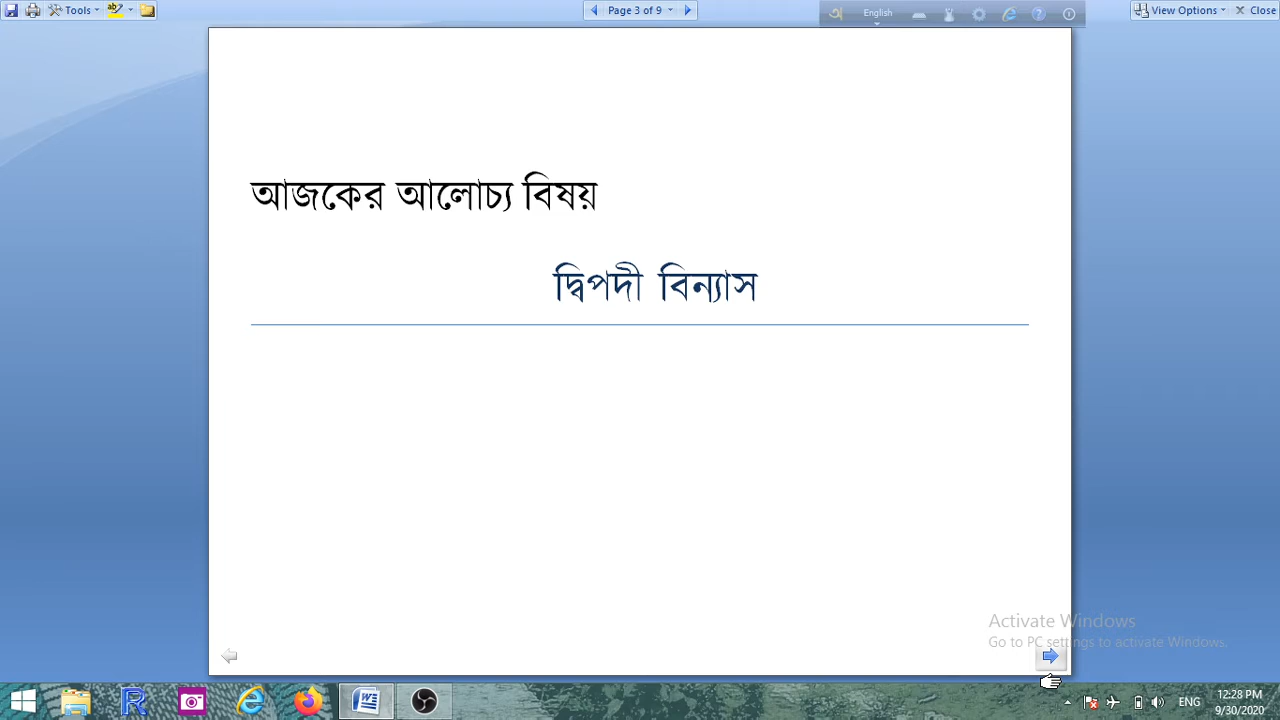 Tools
Page 3 of 9
English
View Options
Close
আজকের আলোচ্য বিষয়
দ্বিপদী বিন্যাস
Activate Windows
Go to PC settings to activate Windows.
ENG
12:28 PM
9/30/2020